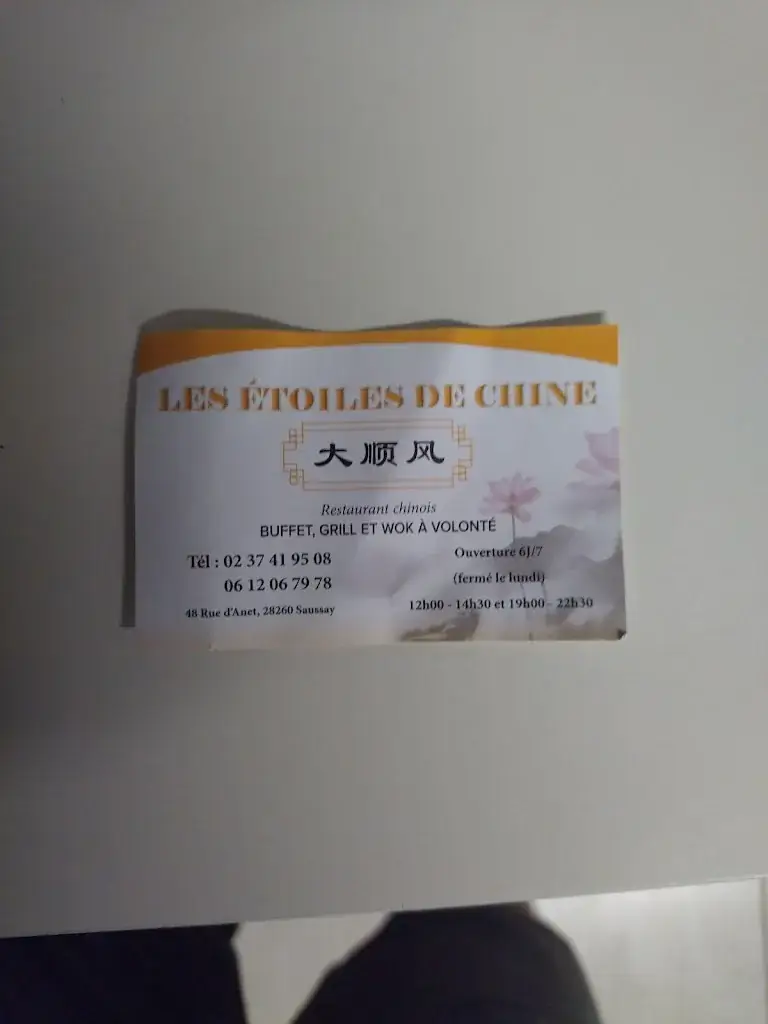 LES ÉTOILES DE CHINE
大顺风
Restaurant chinois
BUFFET, GRILL ET WOK À VOLONTÉ
Tél : 02 37 41 95 08
06 12 06 79 78
48 Rue d'Anet, 28260 Saussay
Ouverture 6J/7
(fermé le lundi)
12h00 - 14h30 et 19h00 - 22h30